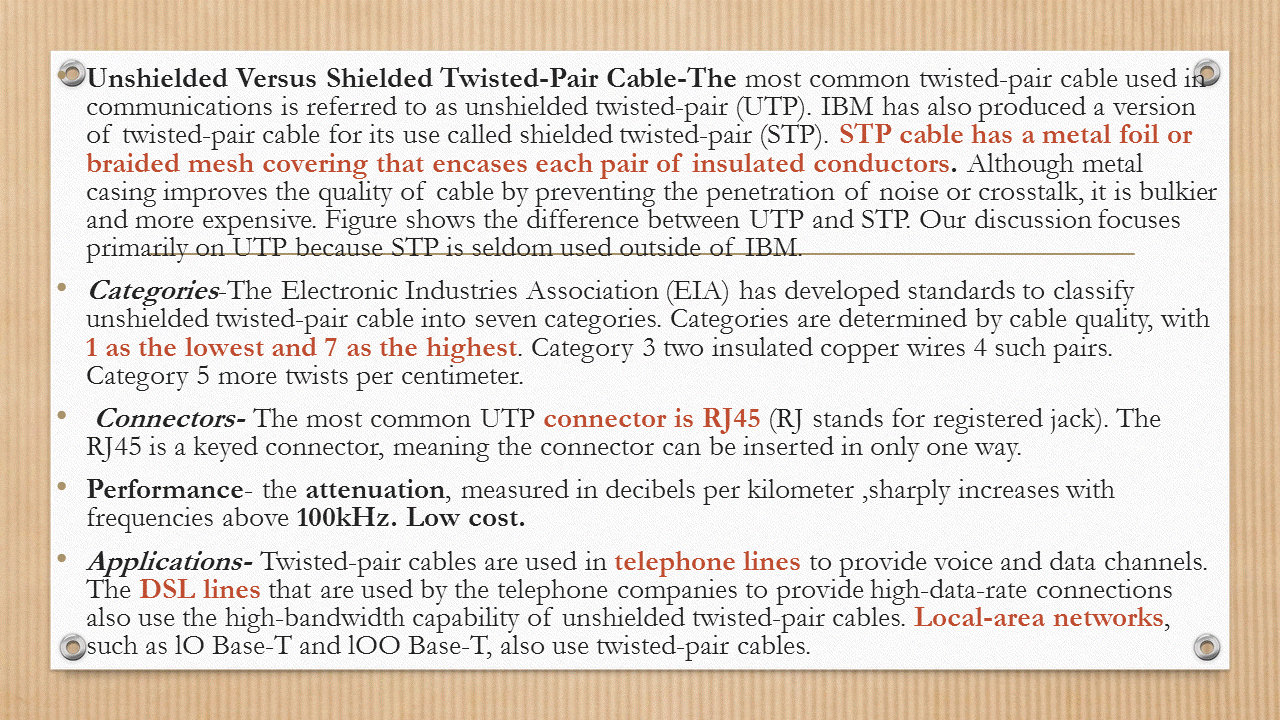 • Unshielded Versus Shielded Twisted-Pair Cable-The most common twisted-pair cable used in
communications is referred to as unshielded twisted-pair (UTP). IBM has also produced a version
of twisted-pair cable for its use called shielded twisted-pair (STP). STP cable has a metal foil or
braided mesh covering that encases each pair of insulated conductors. Although metal
casing improves the quality of cable by preventing the penetration of noise or crosstalk, it is bulkier
and more expensive. Figure shows the difference between UTP and STP. Our discussion focuses
primarily on UTP because STP is seldom used outside of IBM.
• Categories-The Electronic Industries Association (EIA) has developed standards to classify
unshielded twisted-pair cable into seven categories. Categories are determined by cable quality, with
1 as the lowest and 7 as the highest. Category 3 two insulated copper wires 4 such pairs.
Category 5 more twists per centimeter.
• Connectors- The most common UTP connector is RJ45 (RJ stands for registered jack). The
RJ45 is a keyed connector, meaning the connector can be inserted in only one way.
• Performance- the attenuation, measured in decibels per kilometer ,sharply increases with
frequencies above 100kHz. Low cost.
• Applications- Twisted-pair cables are used in telephone lines to provide voice and data channels.
The DSL lines that are used by the telephone companies to provide high-data-rate connections
also use the high-bandwidth capability of unshielded twisted-pair cables. Local-area networks,
such as lO Base-T and lOO Base-T, also use twisted-pair cables.